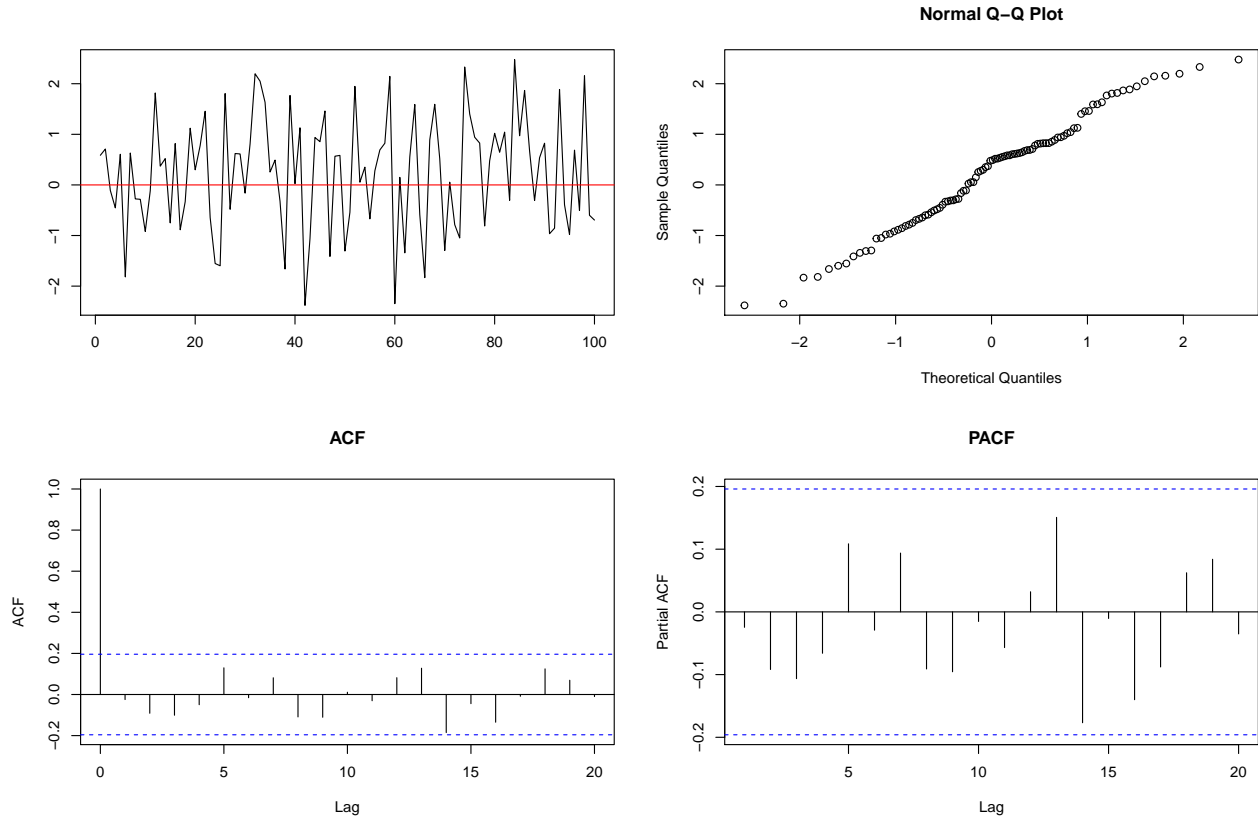 2
1
0
−1
−2
0 20 40 60 80 100
Normal Q−Q Plot
Sample Quantiles
2
1
0
−1
−2
−2 −1 0 1 2
Theoretical Quantiles
ACF
ACF
1.0
0.8
0.6
0.4
0.2
0.0
−0.2
0 5 10 15 20
Lag
PACF
Partial ACF
0.2
0.1
0.0
−0.1
−0.2
5 10 15 20
Lag